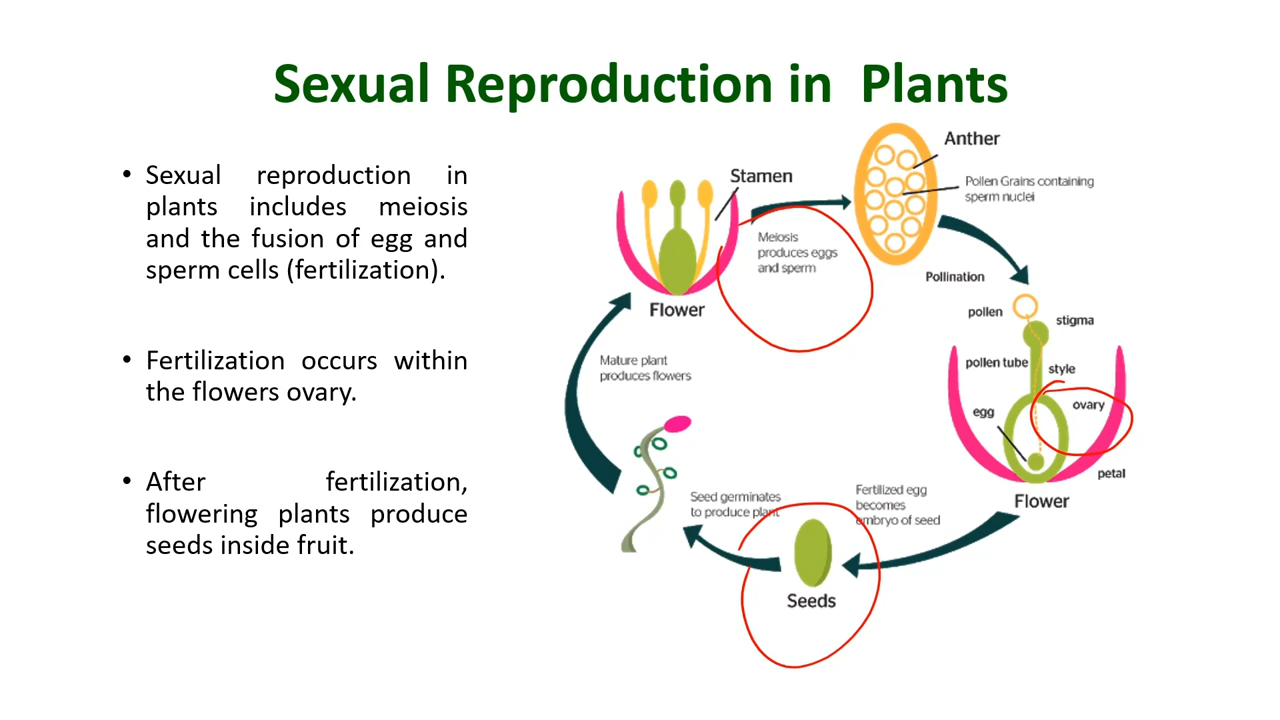 Sexual Reproduction in Plants
• Sexual reproduction in
plants includes meiosis
and the fusion of egg and
sperm cells (fertilization).
• Fertilization occurs within
the flowers ovary.
• After fertilization,
flowering plants produce
seeds inside fruit.
Anther
Pollen Grains containing
sperm nuclei
Stamen
Meiosis
produces eggs
and sperm
Flower
Pollination
pollen
stigma
pollen tube
style
egg
ovary
petal
Flower
Mature plant
produces flowers
Seed germinates
to produce plant
Fertilized egg
becomes
embryo of seed
Seeds